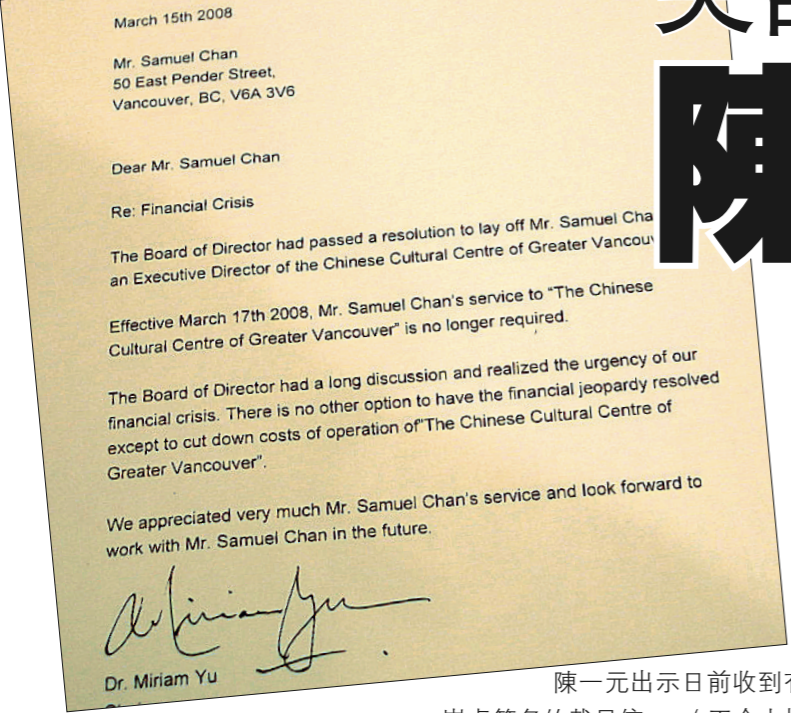 March 15th 2008
Mr. Samuel Chan
50 East Pender Street,
Vancouver, BC, V6A 3V6
Dear Mr. Samuel Chan
Re: Financial Crisis
The Board of Director had passed a resolution to lay off Mr. Samuel
an Executive Director of the Chinese Cultural Centre of Greater
Effective March 17th 2008, Mr. Samuel Chan's service to "The Chinese
Cultural Centre of Greater Vancouver" is no longer required.
The Board of Director had a long discussion and realized the urgency of our
financial crisis. There is no other option to have the financial jeopardy resolved
except to cut down costs of operation of"The Chinese Cultural Centre of
Greater Vancouver".
We appreciated very much Mr. Samuel Chan's service and look forward to
work with Mr. Samuel Chan in the future.
Miriam Yu
Dr. Miriam Yu
陳
陳一元出示日前收到